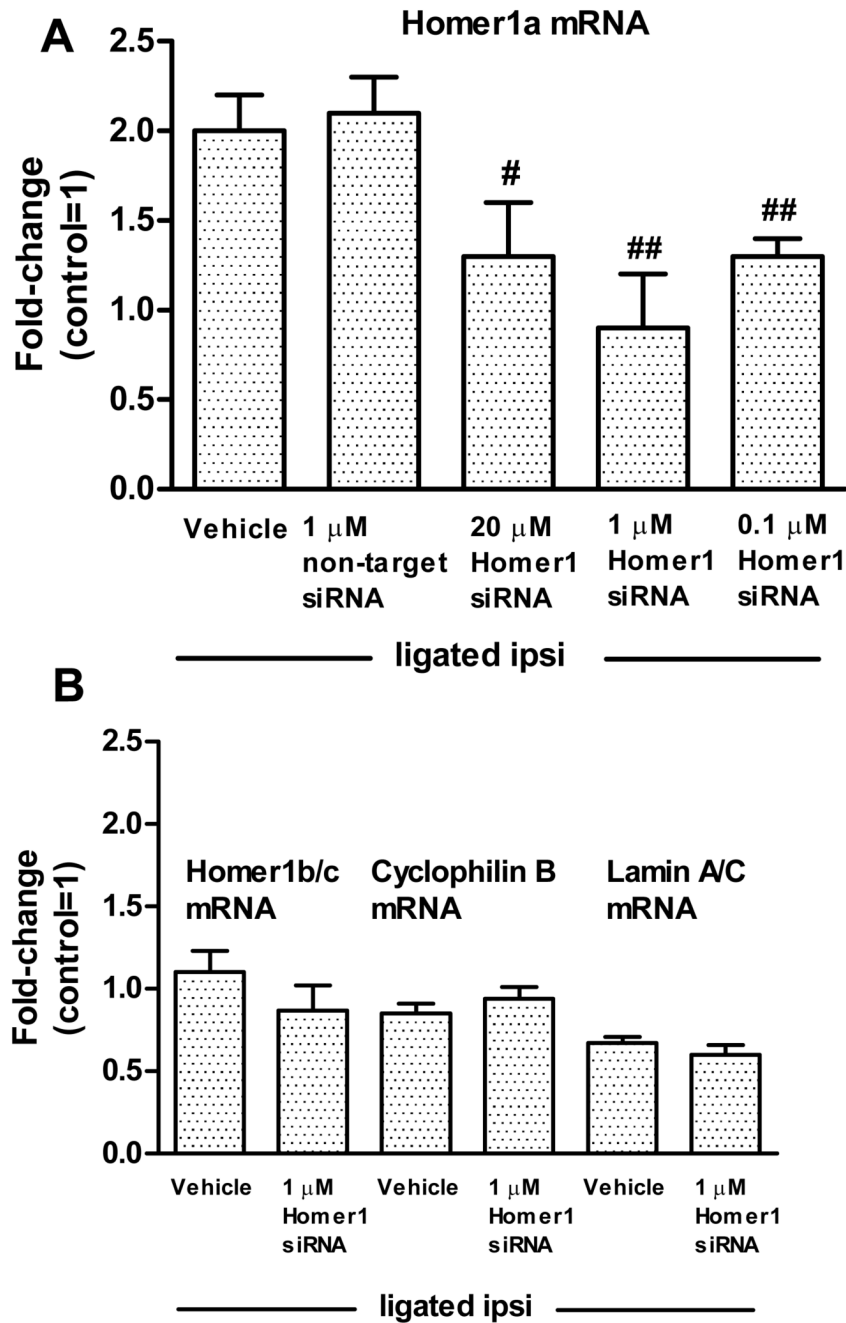 A
Homer1a mRNA
Fold-change
(control=1)
2.5
2.0
1.5
1.0
0.5
0.0
#
##
##
Vehicle
1 μM
non-target
siRNA
20 μM
Homer1
siRNA
1 μM
Homer1
siRNA
0.1 μM
Homer1
siRNA
ligated ipsi
B
Fold-change
(control=1)
2.5
2.0
1.5
1.0
0.5
0.0
Homer1b/c
mRNA
Cyclophilin B
mRNA
Lamin A/C
mRNA
Vehicle
1 μM
Homer1
siRNA
Vehicle
1 μM
Homer1
siRNA
Vehicle
1 μM
Homer1
siRNA
ligated ipsi